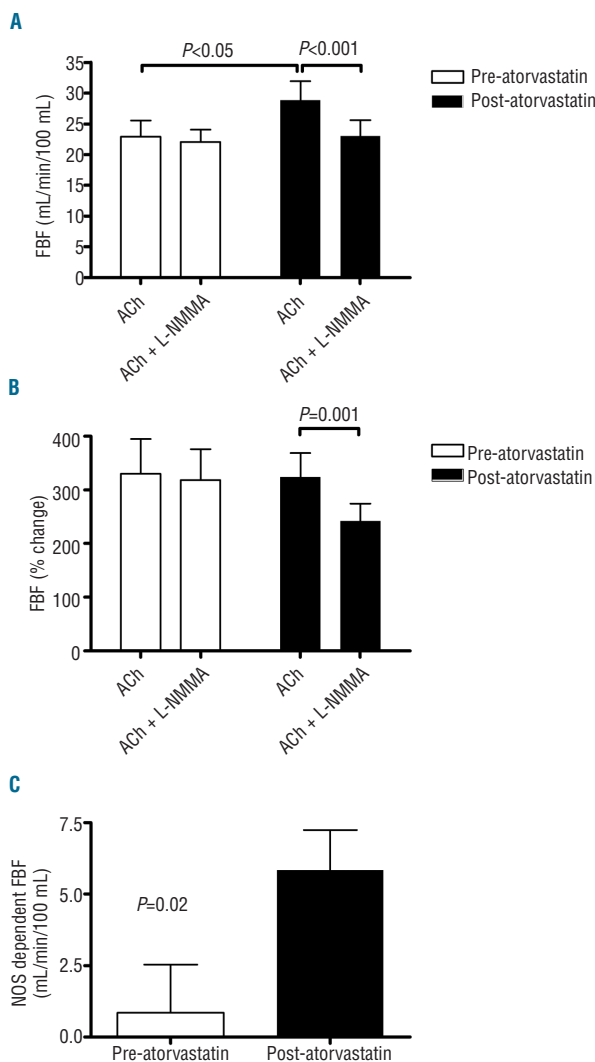 A
P<0.05
P<0.001
Pre-atorvastatin
Post-atorvastatin
FBF (mL/min/100 mL)
35
30
25
20
15
10
5
0
ACh
ACh + L-NMMA
ACh
ACh + L-NMMA
B
P=0.001
Pre-atorvastatin
Post-atorvastatin
FBF (% change)
400
300
200
100
0
ACh
ACh + L-NMMA
ACh
ACh + L-NMMA
C
NOS dependent FBF
(mL/min/100 mL)
7.5
5.0
2.5
0.0
P=0.02
Pre-atorvastatin
Post-atorvastatin